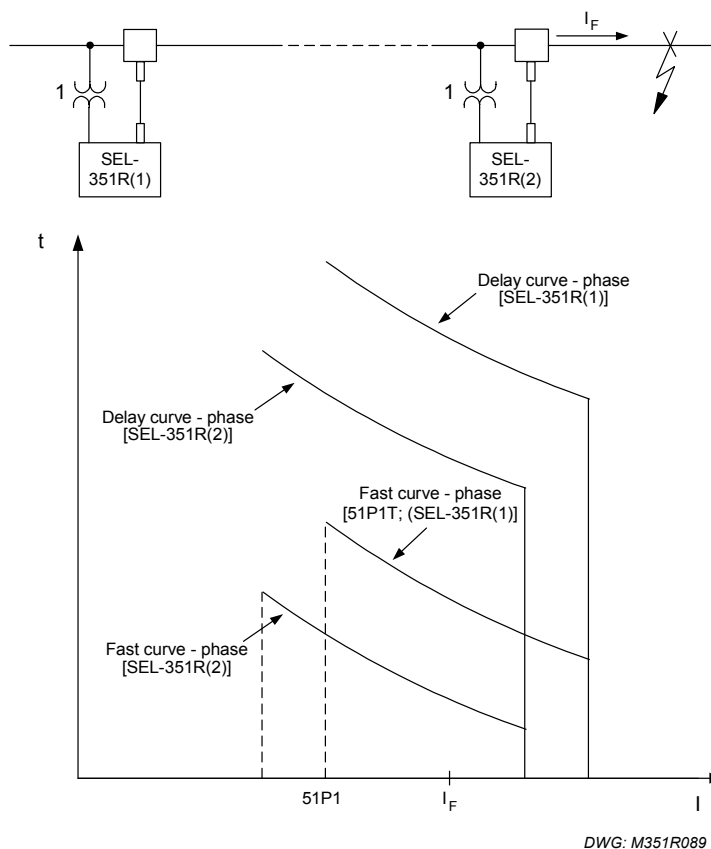 I_F
1
1
SEL-
351R(1)
SEL-
351R(2)
t
Delay curve - phase
[SEL-351R(1)]
Delay curve - phase
[SEL-351R(2)]
Fast curve - phase
[51P1T; (SEL-351R(1)]
Fast curve - phase
[SEL-351R(2)]
51P1
I_F
I
DWG: M351R089